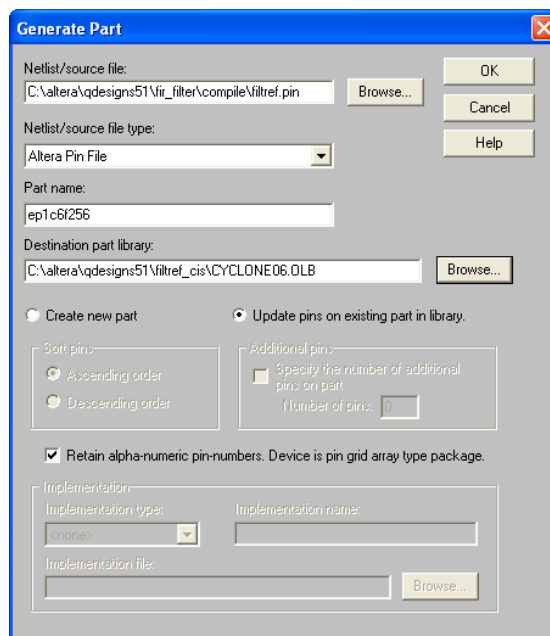 Generate Part
Netlist/source file:
OK
C:\altera\qdesigns51\fir_filter\compile\filtref.pin
Browse...
Cancel
Netlist/source file type:
Help
Altera Pin File
Part name:
ep1c6f256
Destination part library:
C:\altera\qdesigns51\filtref_cis\CYCLONE06.OLB
Browse...
Create new part
Update pins on existing part in library.
Sort pins
Additional pins
Ascending order
Specify the number of additional
pins on part
Descending order
Number of pins: 0
Retain alpha-numeric pin-numbers. Device is pin grid array type package.
Implementation
Implementation type:
Implementation name:
<none>
Implementation file:
Browse...